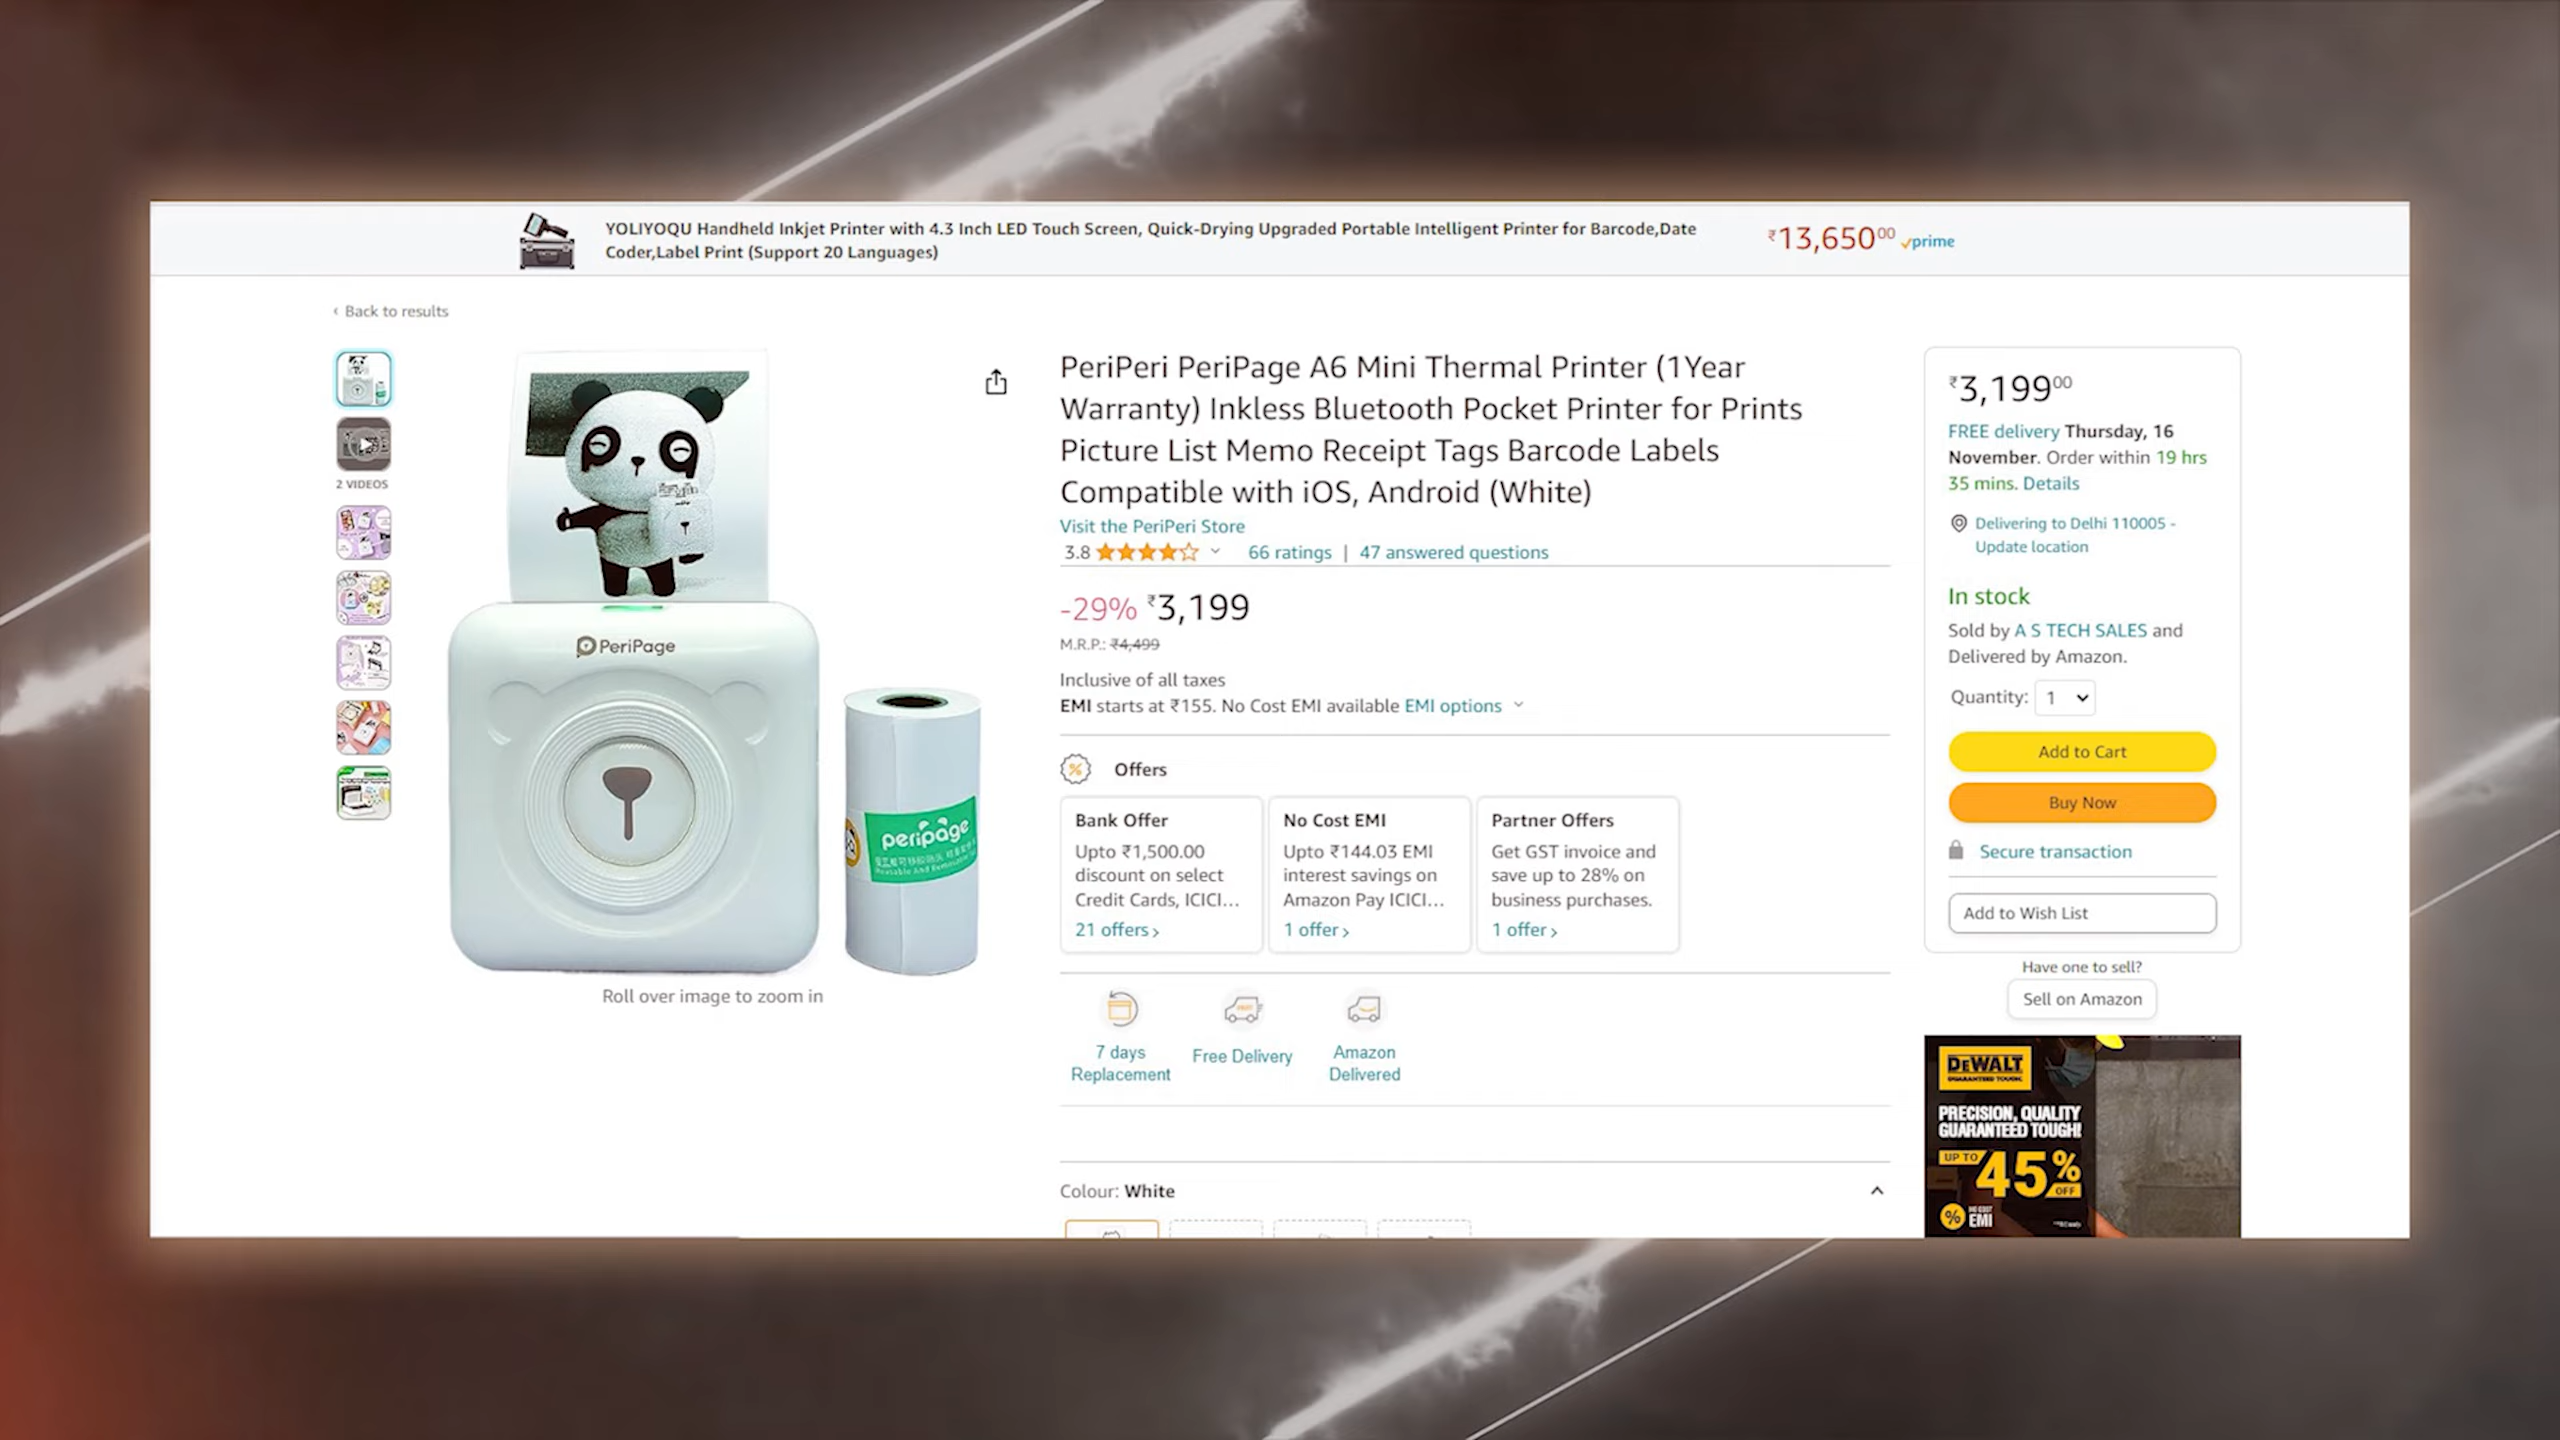 YOLIYOQU Handheld Inkjet Printer with 4.3 Inch LED Touch Screen, Quick-Drying Upgraded Portable Intelligent Printer for Barcode,Date
Coder,Label Print (Support 20 Languages)
₹13,65000 prime
‹ Back to results
2 VIDEOS
PeriPage
peripage
Roll over image to zoom in
PeriPeri PeriPage A6 Mini Thermal Printer (1Year
Warranty) Inkless Bluetooth Pocket Printer for Prints
Picture List Memo Receipt Tags Barcode Labels
Compatible with iOS, Android (White)
Visit the PeriPeri Store
3.8 66 ratings | 47 answered questions
-29% ₹3,199
M.R.P.: ₹4,499
Inclusive of all taxes
EMI starts at ₹155. No Cost EMI available EMI options
Offers
Bank Offer
Upto ₹1,500.00
discount on select
Credit Cards, ICICI...
21 offers ›
No Cost EMI
Upto ₹144.03 EMI
interest savings on
Amazon Pay ICICI...
1 offer ›
Partner Offers
Get GST invoice and
save up to 28% on
business purchases.
1 offer ›
7 days
Replacement
Free Delivery
Amazon
Delivered
Colour: White
₹3,19900
FREE delivery Thursday, 16
November. Order within 19 hrs
35 mins. Details
Delivering to Delhi 110005 -
Update location
In stock
Sold by A S TECH SALES and
Delivered by Amazon.
Quantity: 1
Add to Cart
Buy Now
Secure transaction
Add to Wish List
Have one to sell?
Sell on Amazon
DEWALT
GUARANTEED TOUGH.
PRECISION, QUALITY
GUARANTEED TOUGH!
UP TO
45% OFF
% NO COST
EMI